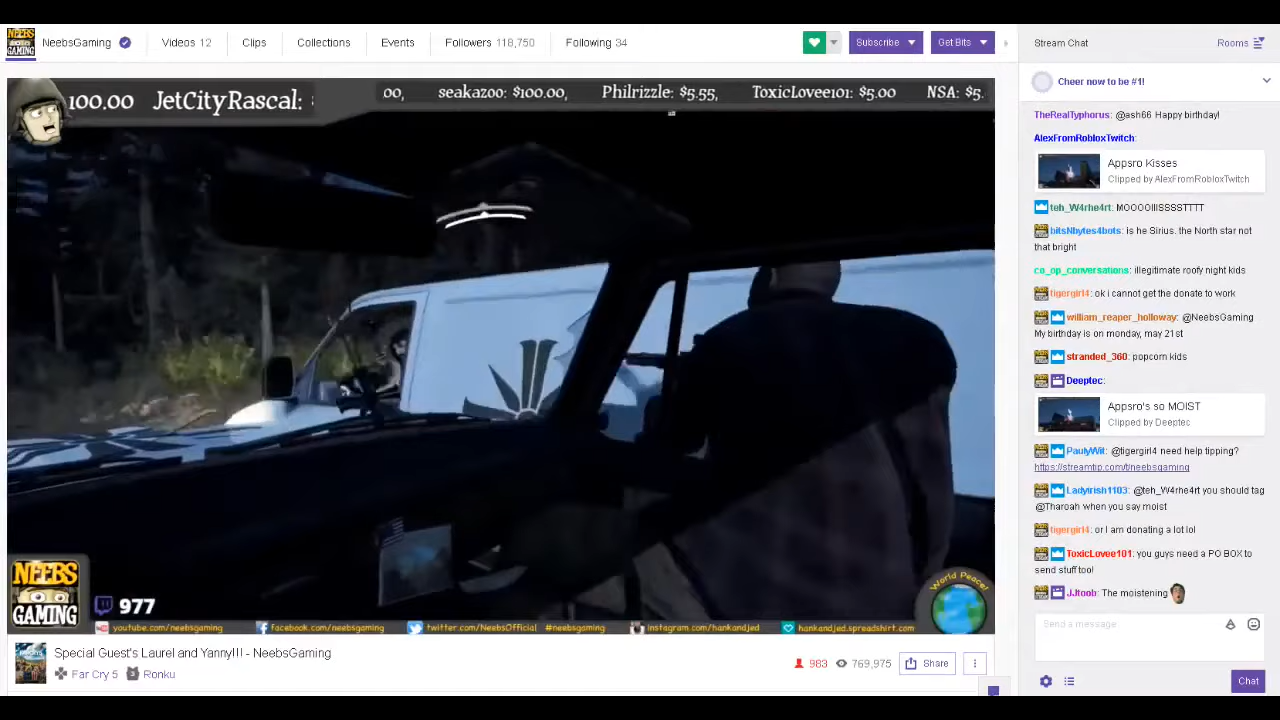 NEEBS GAMING
NeebsGaming
Videos 12
Clips
Collections
Events
Followers 118,750
Following 34
Subscribe
Get Bits
Stream Chat
Rooms
100.00 JetCityRascal:
00, seakazoo: $100.00, Philrizzle: $5.55, ToxicLovee101: $5.00 NSA: $5.
NEEBS
GAMING
977
World Peace!
youtube.com/neebsgaming
facebook.com/neebsgaming
twitter.com/NeebsOfficial #neebsgaming
instagram.com/hankandjed
hankandjed.spreadshirt.com
Special Guest's Laurel and Yanny!!! - NeebsGaming
Far Cry 5
Ronku
983
769,975
Share
Cheer now to be #1!
TheRealTyphorus: @ash66 Happy birthday!
AlexFromRobloxTwitch:
Appsro Kisses
Clipped by AlexFromRobloxTwitch
teh_W4rhe4rt: MOOOOIIISSSSTTTT
bitsNbytes4bots: is he Sirius. the North star not
that bright
co_op_conversations: illegitimate roofy night kids
tigergirl4: ok i cannot get the donate to work
william_reaper_holloway: @NeebsGaming
My birthday is on monday, may 21st
stranded_360: popcorn kids
Deeptec:
Appsro's so MOIST
Clipped by Deeptec
PaulyWit: @tigergirl4 need help tipping?
https://streamtip.com/t/neebsgaming
Ladyirish1103: @teh_W4rhe4rt you should tag
@Tharoah when you say moist
tigergirl4: or I am donating a lot lol
ToxicLovee101: you guys need a PO BOX to
send stuff too!
JJtoob: The moistening
Send a message
Chat